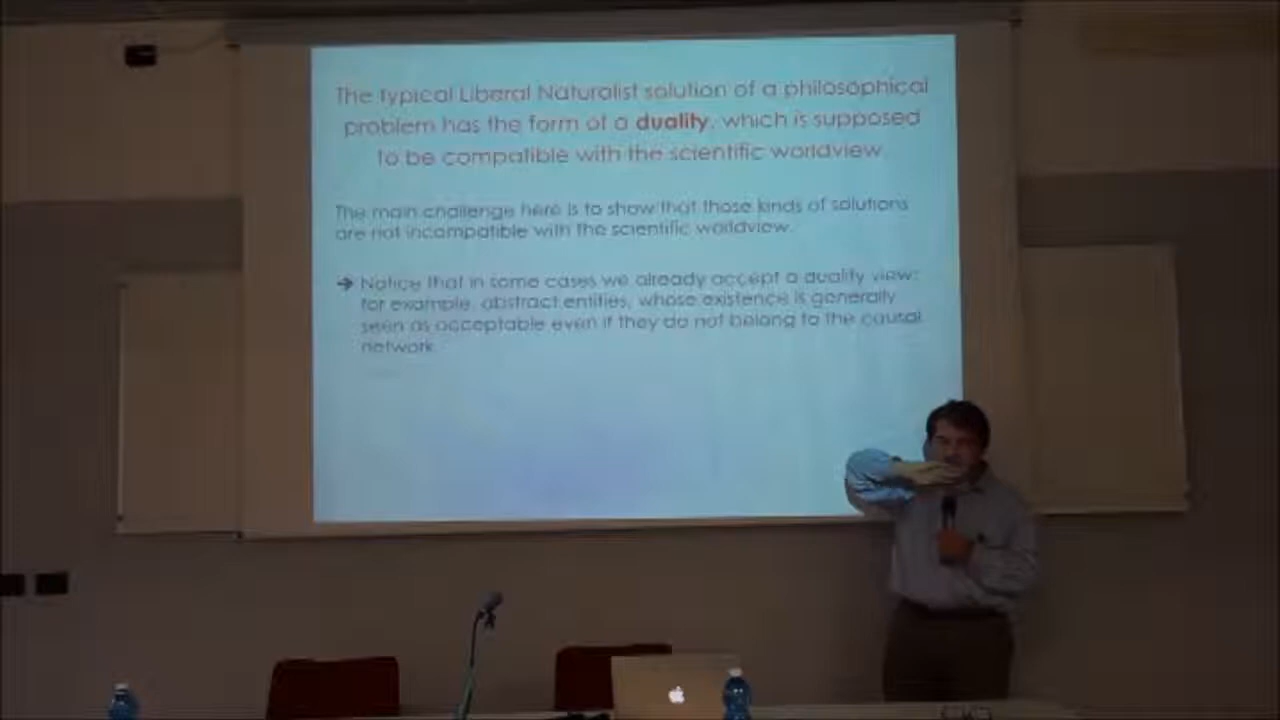 The typical Liberal Naturalist solution of a philosophical
problem has the form of a duality, which is supposed
to be compatible with the scientific worldview.
The main challenge here is to show that those kinds of solutions
are not incompatible with the scientific worldview.
→ Notice that in some cases we already accept a duality view:
for example, abstract entities, whose existence is generally
seen as acceptable even if they do not belong to the causal
network.